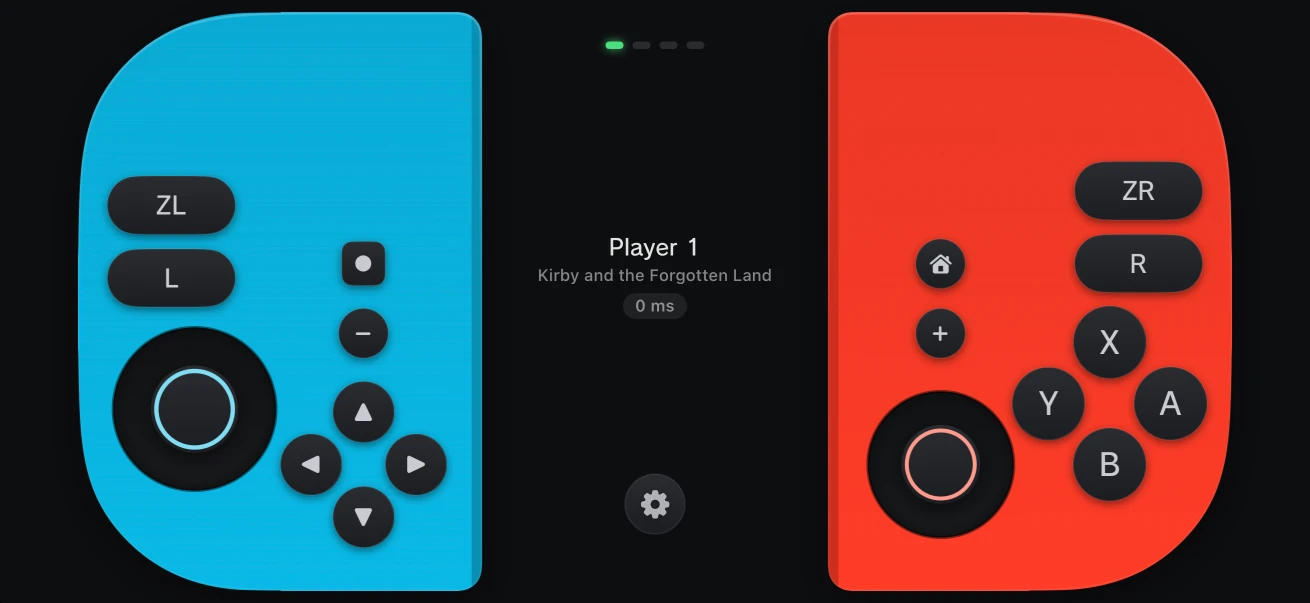 ZL
L
−
Player 1
Kirby and the Forgotten Land
0 ms
ZR
R
+
X
Y
A
B